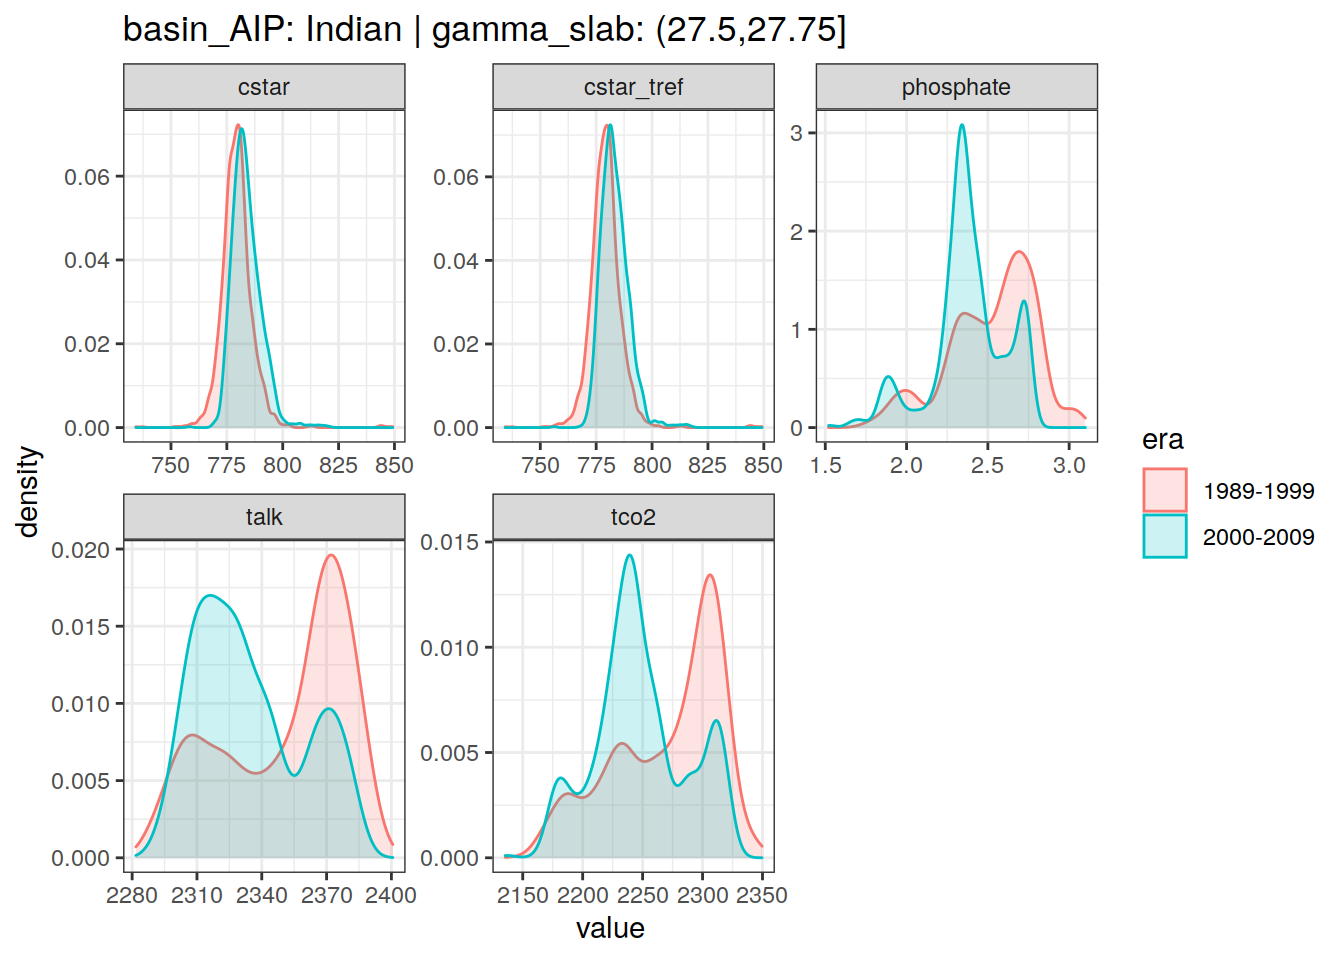 basin_AIP: Indian | gamma_slab: (27.5,27.75]
cstar
cstar_tref
phosphate
0.06
0.04
0.02
0.00
750 775 800 825 850
0.06
0.04
0.02
0.00
750 775 800 825 850
3
2
1
0
1.5 2.0 2.5 3.0
talk
tco2
0.020
0.015
0.010
0.005
0.000
2280 2310 2340 2370 2400
0.015
0.010
0.005
0.000
2150 2200 2250 2300 2350
density
value
era
1989-1999
2000-2009